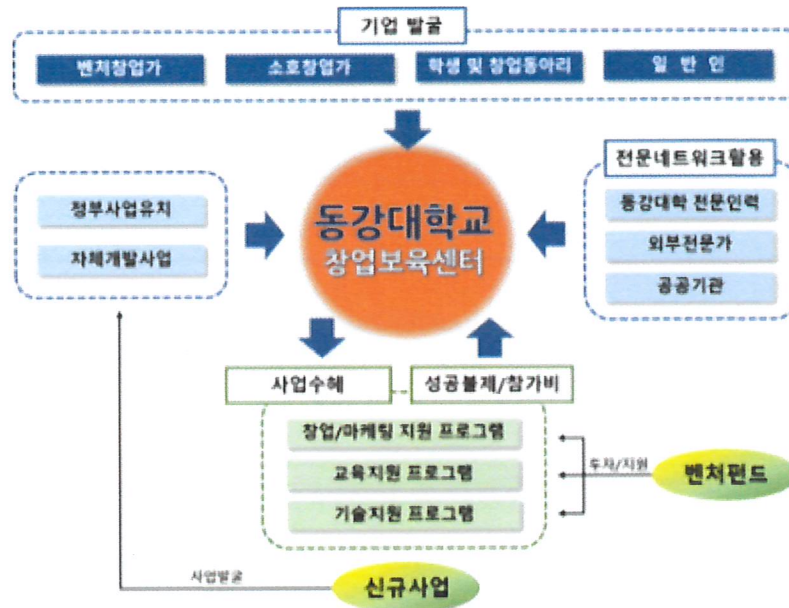 기업 발굴
벤처창업가
소호창업가
학생 및 창업동아리
일 반 인
전문네트워크활용
정부사업유치
자체개발사업
동강대학교
창업보육센터
동강대학 전문인력
외부전문가
공공기관
사업수혜
성공불제/참가비
창업/마케팅 지원 프로그램
교육지원 프로그램
기술지원 프로그램
투자/지원
벤처펀드
사업발굴
신규사업